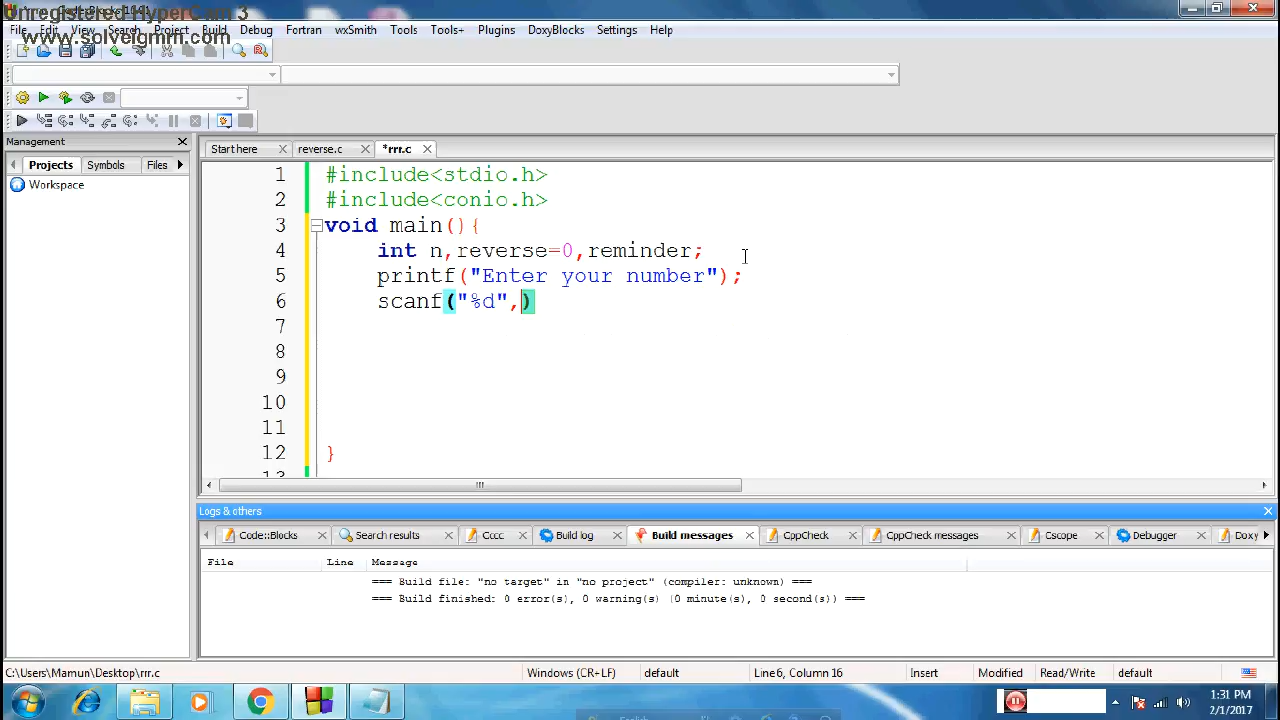 Unregistered HyperCam 3
www.solveigmm.com
File Edit View Search Project Build Debug Fortran wxSmith Tools Tools+ Plugins DoxyBlocks Settings Help
Management
Start here reverse.c *rrr.c
Projects Symbols Files
Workspace
1 #include<stdio.h>
2 #include<conio.h>
3 void main(){
4 int n,reverse=0,reminder;
5 printf("Enter your number");
6 scanf("%d",)
7
8
9
10
11
12 }
13
Logs & others
Code::Blocks Search results Cccc Build log Build messages CppCheck CppCheck messages Cscope Debugger Doxy
File Line Message
=== Build file: "no target" in "no project" (compiler: unknown) ===
=== Build finished: 0 error(s), 0 warning(s) (0 minute(s), 0 second(s)) ===
C:\Users\Mamun\Desktop\rrr.c Windows (CR+LF) default Line 6, Column 16 Insert Modified Read/Write default
English
1:31 PM
2/1/2017